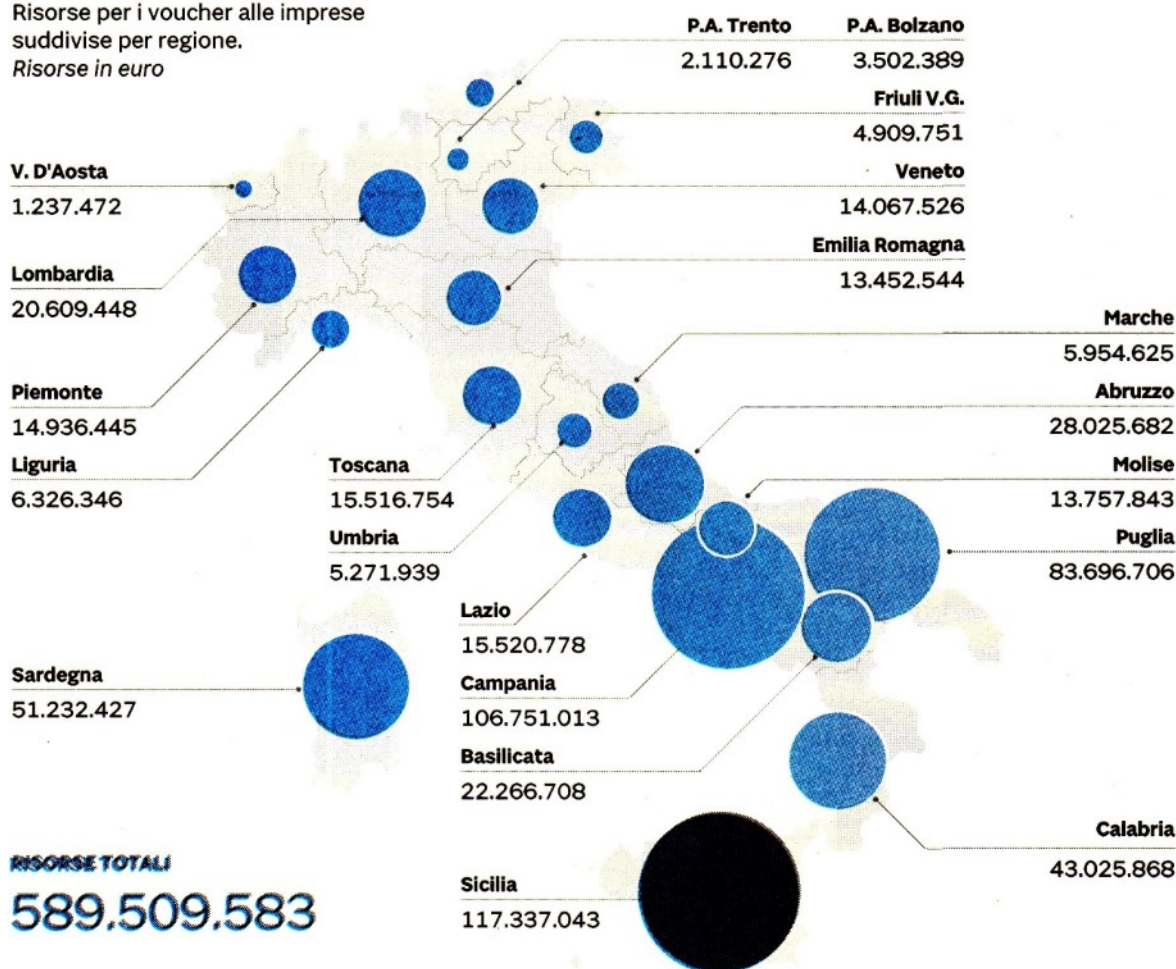 Risorse per i voucher alle imprese
suddivise per regione.
Risorse in euro
P.A. Trento
2.110.276
P.A. Bolzano
3.502.389
Friuli V.G.
4.909.751
V. D'Aosta
1.237.472
Veneto
14.067.526
Emilia Romagna
13.452.544
Lombardia
20.609.448
Marche
5.954.625
Piemonte
14.936.445
Abruzzo
28.025.682
Liguria
6.326.346
Toscana
15.516.754
Molise
13.757.843
Umbria
5.271.939
Puglia
83.696.706
Lazio
15.520.778
Sardegna
51.232.427
Campania
106.751.013
Basilicata
22.266.708
Calabria
43.025.868
RISORSE TOTALI
589.509.583
Sicilia
117.337.043